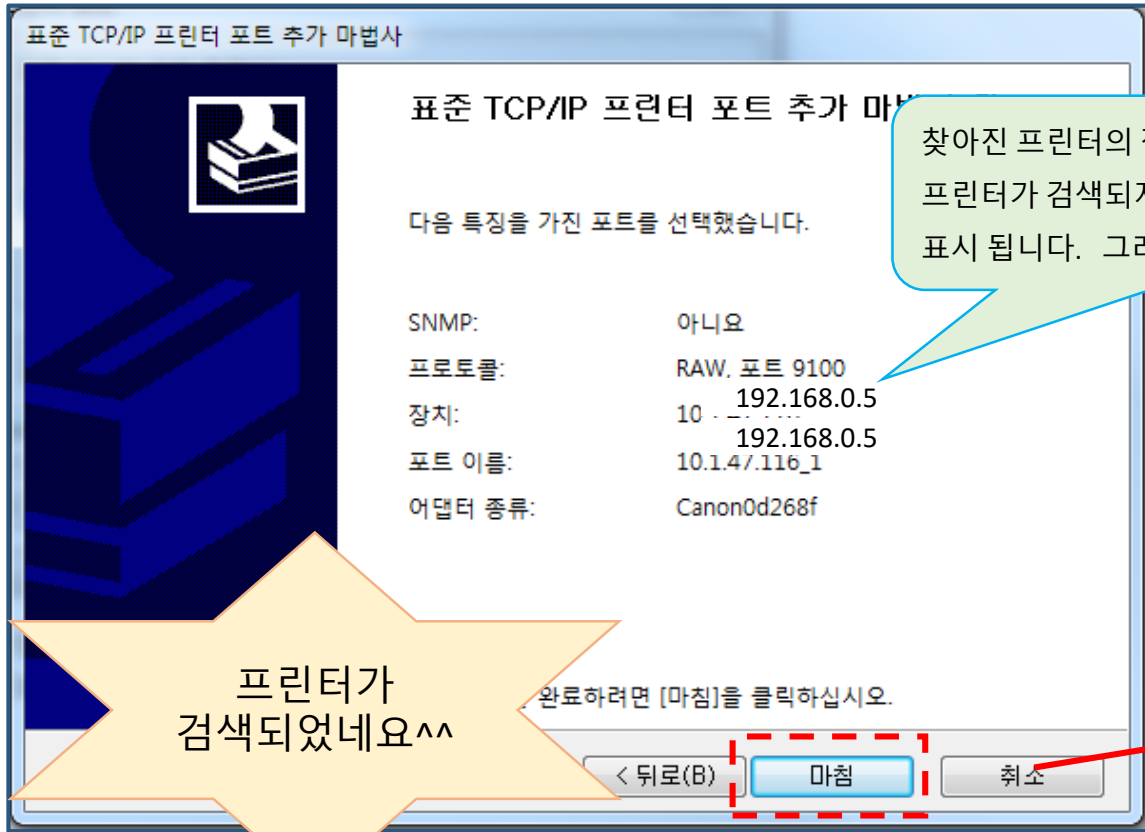 표준 TCP/IP 프린터 포트 추가 마법사
표준 TCP/IP 프린터 포트 추가
찾아진 프린터의
프린터가
표시 됩니다.
다음 특징을 가진 포트를 선택했습니다.
SNMP: 아니요
프로토콜: RAW, 포트 9100
192.168.0.5
장치:
192.168.0.5
포트 이름: 10.1.47.116_1
어댑터 종류: Canon0d268f
프린터가
검색되었네요^^
완료하려면 [마침]을 클릭하십시오.
< 뒤로(B) 마침 취소